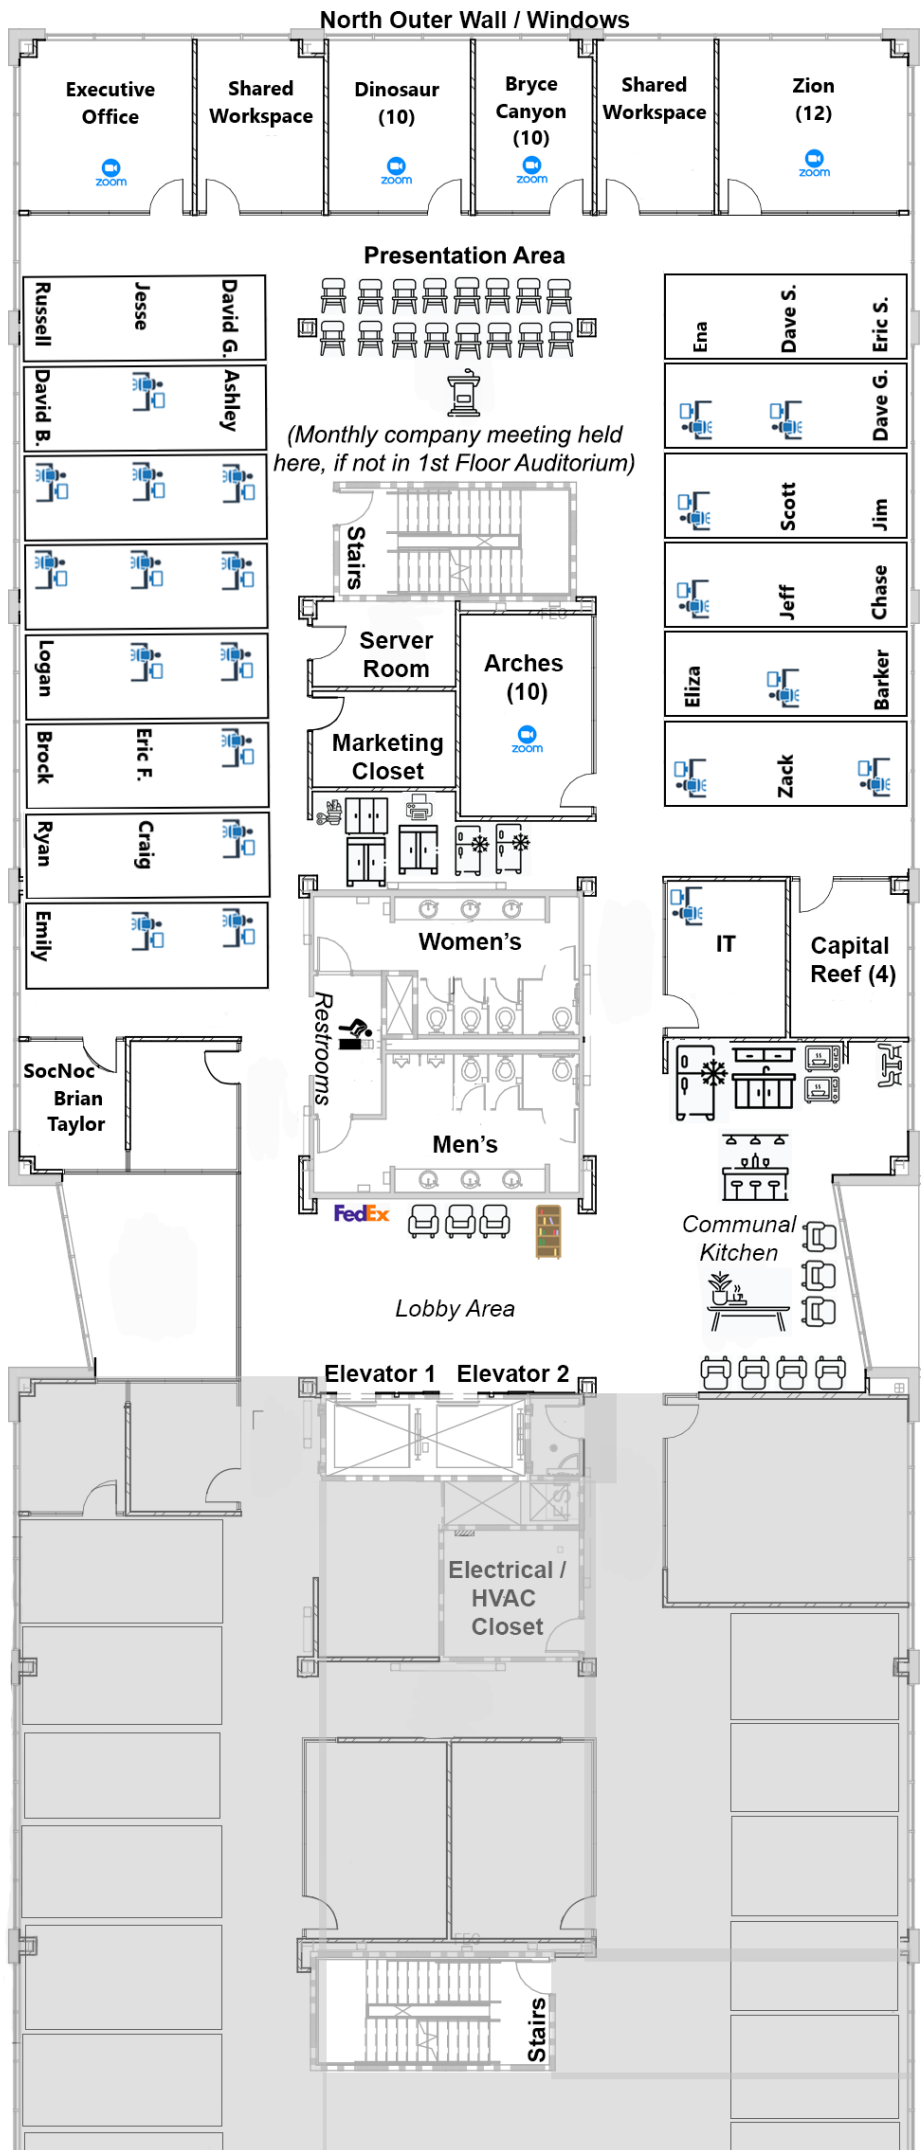 North Outer Wall / Windows
Executive
Office
zoom
Shared
Workspace
Dinosaur
(10)
zoom
Bryce
Canyon
(10)
zoom
Shared
Workspace
Zion
(12)
zoom
Presentation Area
Russell
Jesse
David G.
David B.
Ashley
Ena
Dave S.
Eric S.
Dave G.
(Monthly company meeting held
here, if not in 1st Floor Auditorium)
Scott
Jim
Stairs
Jeff
Chase
FEC
Server
Room
Arches
(10)
zoom
Logan
Eliza
Barker
Marketing
Closet
Brock
Eric F.
Zack
Ryan
Craig
Emily
Women's
IT
Capital
Reef (4)
Restrooms
SocNoc
Brian
Taylor
Men's
FedEx
Communal
Kitchen
Lobby Area
Elevator 1
Elevator 2
Electrical /
HVAC
Closet
FEC
Stairs